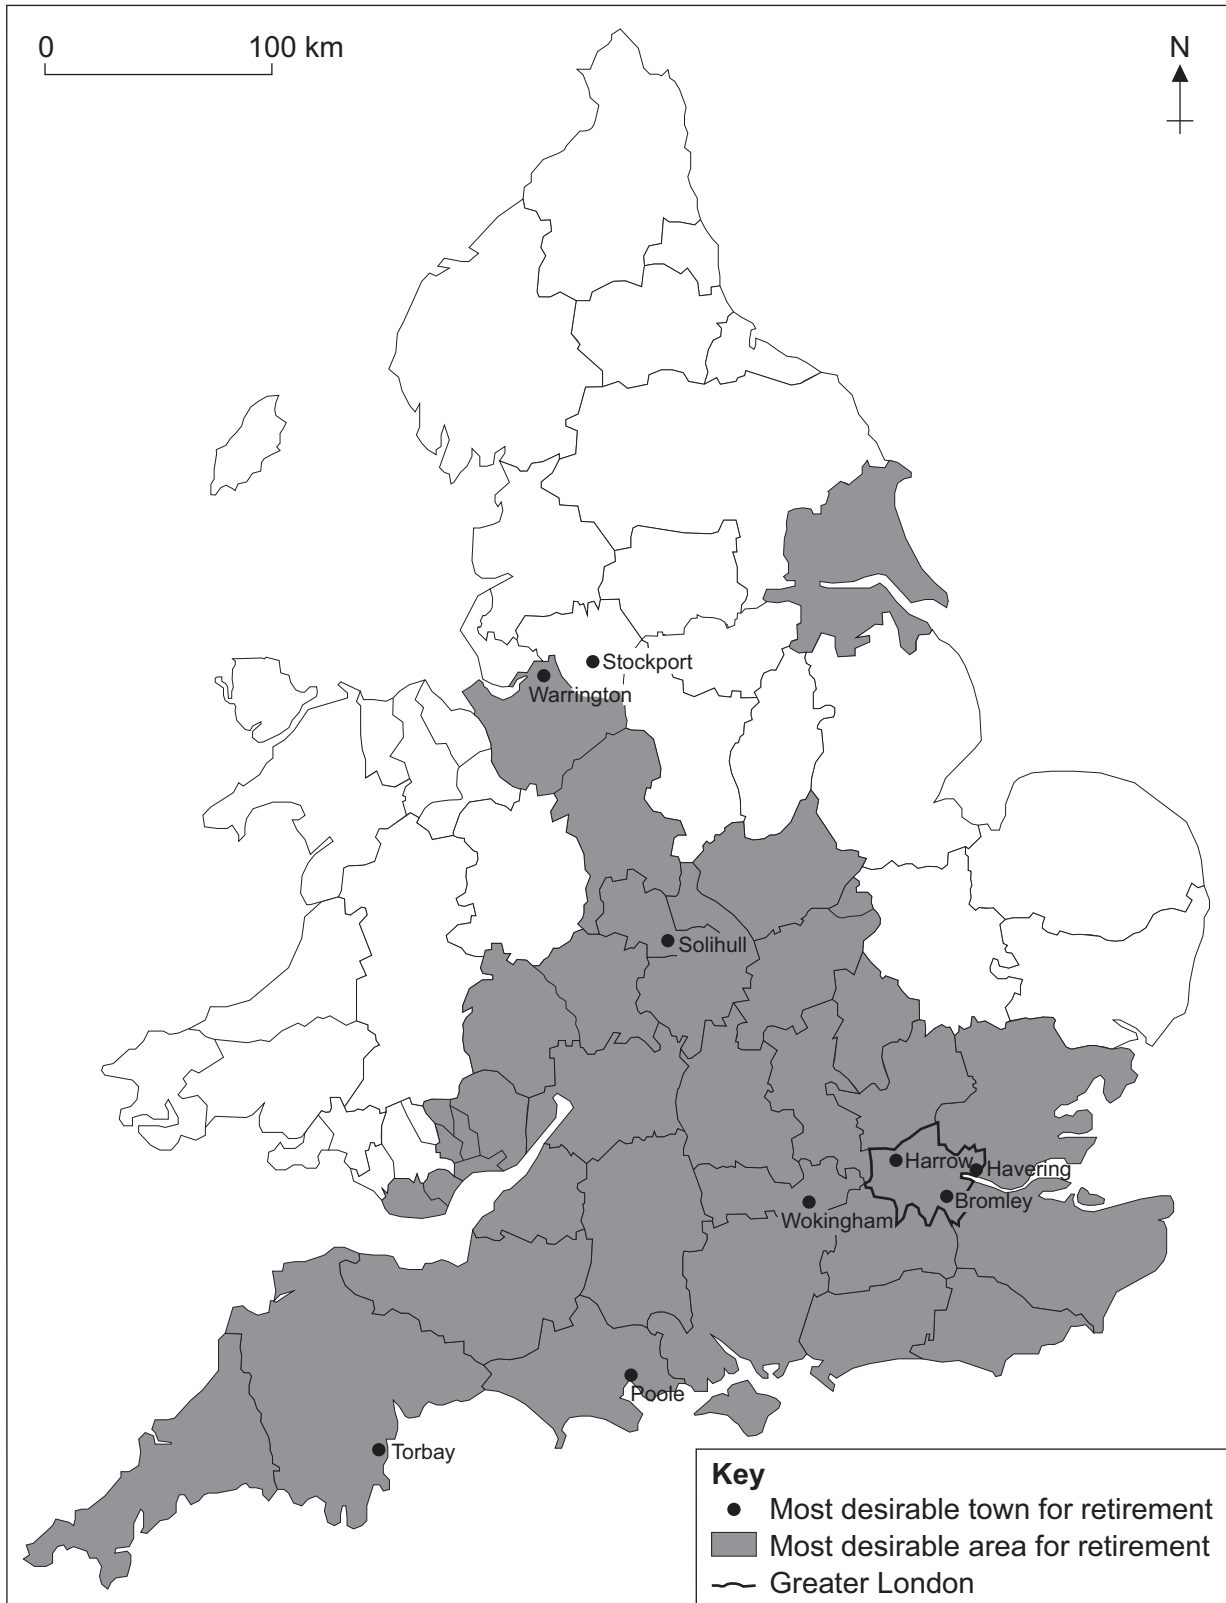 0 100 km
N
Stockport
Warrington
Solihull
Harrow
Havering
Bromley
Wokingham
Poole
Torbay
Key
Most desirable town for retirement
Most desirable area for retirement
Greater London